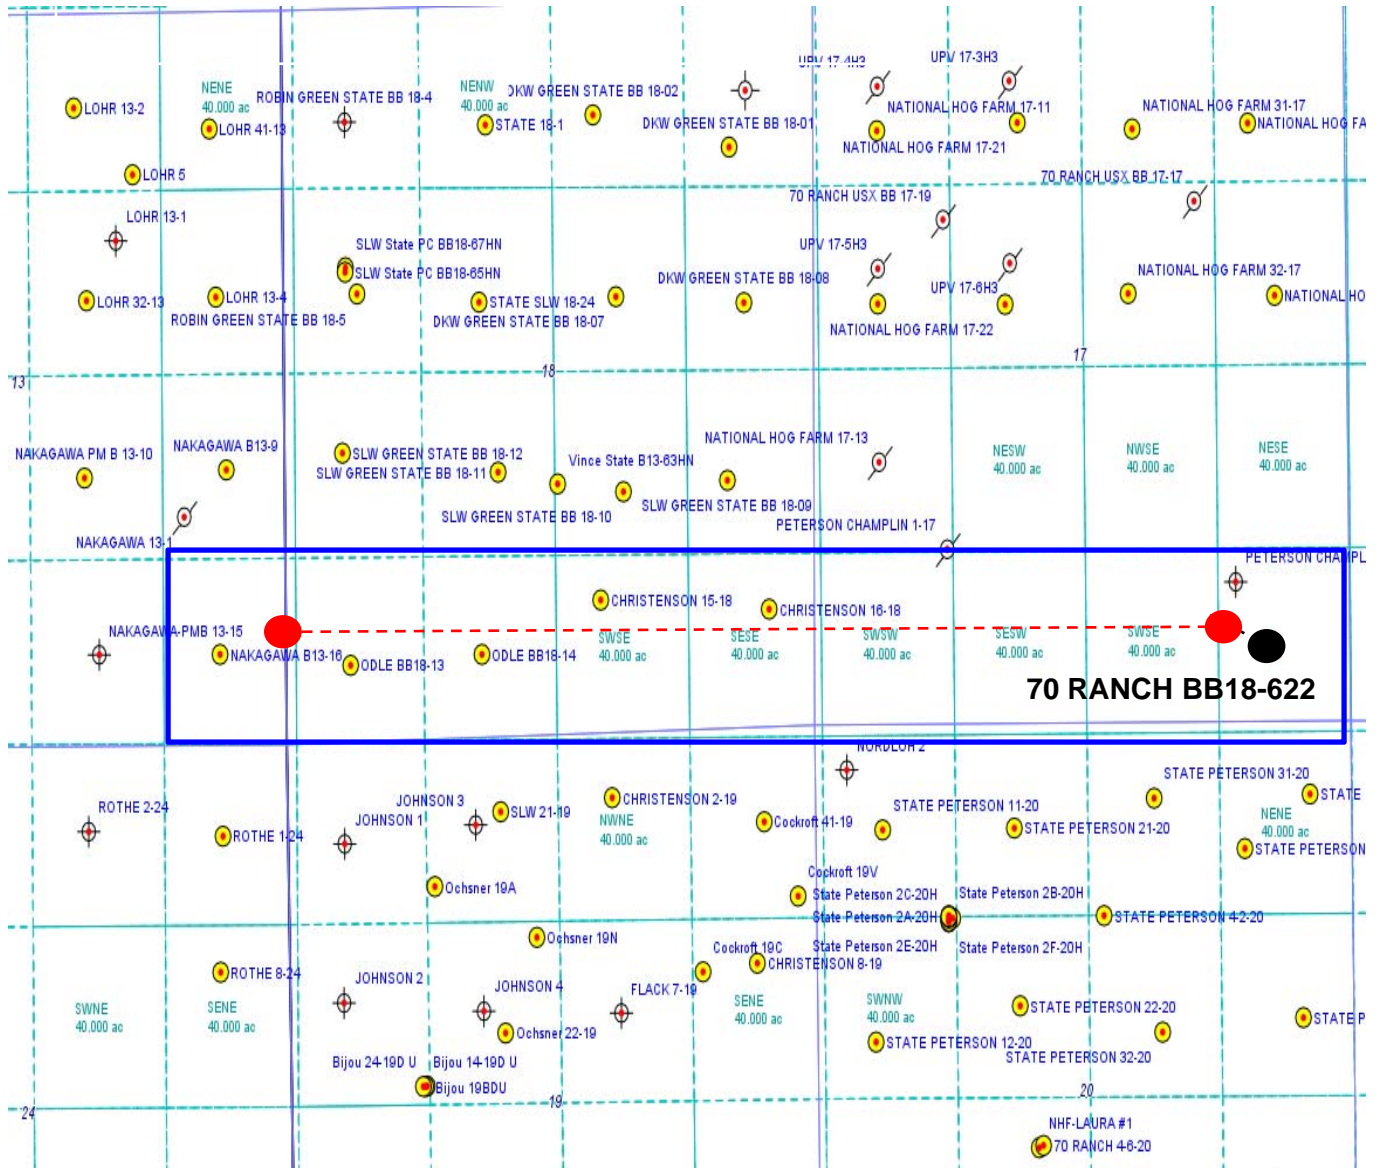 UPV 17-4H3
UPV 17-3H3
NENE
40.000 ac
ROBIN GREEN STATE BB 18-4
NENW
40.000 ac
DKW GREEN STATE BB 18-02
LOHR 13-2
LOHR 41-13
STATE 18-1
DKW GREEN STATE BB 18-01
NATIONAL HOG FARM 17-11
NATIONAL HOG FARM 31-17
NATIONAL HOG FA
NATIONAL HOG FARM 17-21
LOHR 5
70 RANCH USX BB 17-17
70 RANCH USX BB 17-19
LOHR 13-1
SLW State PC BB18-67HN
UPV 17-5H3
SLW State PC BB18-65HN
DKW GREEN STATE BB 18-08
NATIONAL HOG FARM 32-17
UPV 17-6H3
LOHR 32-13
LOHR 13-4
STATE SLW 18-24
NATIONAL HO
ROBIN GREEN STATE BB 18-5
DKW GREEN STATE BB 18-07
NATIONAL HOG FARM 17-22
13
18
17
NAKAGAWA PM B 13-10
NAKAGAWA B13-9
SLW GREEN STATE BB 18-12
SLW GREEN STATE BB 18-11
Vince State B13-63HN
NATIONAL HOG FARM 17-13
NESW
40.000 ac
NWSE
40.000 ac
NESE
40.000 ac
SLW GREEN STATE BB 18-10
SLW GREEN STATE BB 18-09
PETERSON CHAMPLIN 1-17
NAKAGAWA 13-1
PETERSON CHAMPL
CHRISTENSON 15-18
CHRISTENSON 16-18
NAKAGAWA-PMB 13-15
NAKAGAWA B13-16
ODLE BB18-13
ODLE BB18-14
SWSE
40.000 ac
SESE
40.000 ac
SWSW
40.000 ac
SESW
40.000 ac
SWSE
40.000 ac
70 RANCH BB18-622
NORDLOH 2
ROTHE 2-24
ROTHE 1-24
JOHNSON 3
JOHNSON 1
SLW 21-19
CHRISTENSON 2-19
NWNE
40.000 ac
Cockroft 41-19
STATE PETERSON 11-20
STATE PETERSON 21-20
STATE PETERSON 31-20
STATE
NENE
40.000 ac
STATE PETERSON
Ochsner 19A
Cockroft 19V
State Peterson 2C-20H
State Peterson 2B-20H
State Peterson 2A-20H
STATE PETERSON 42-20
Ochsner 19N
State Peterson 2E-20H
State Peterson 2F-20H
Cockroft 19C
CHRISTENSON 8-19
ROTHE 8-24
JOHNSON 2
JOHNSON 4
FLACK 7-19
SWNE
40.000 ac
SENE
40.000 ac
SENE
40.000 ac
SWNW
40.000 ac
STATE PETERSON 22-20
STATE P
Ochsner 22-19
STATE PETERSON 12-20
STATE PETERSON 32-20
Bijou 24-19D U
Bijou 14-19D U
Bijou 19BDU
24
19
20
NHF-LAURA #1
70 RANCH 4-6-20